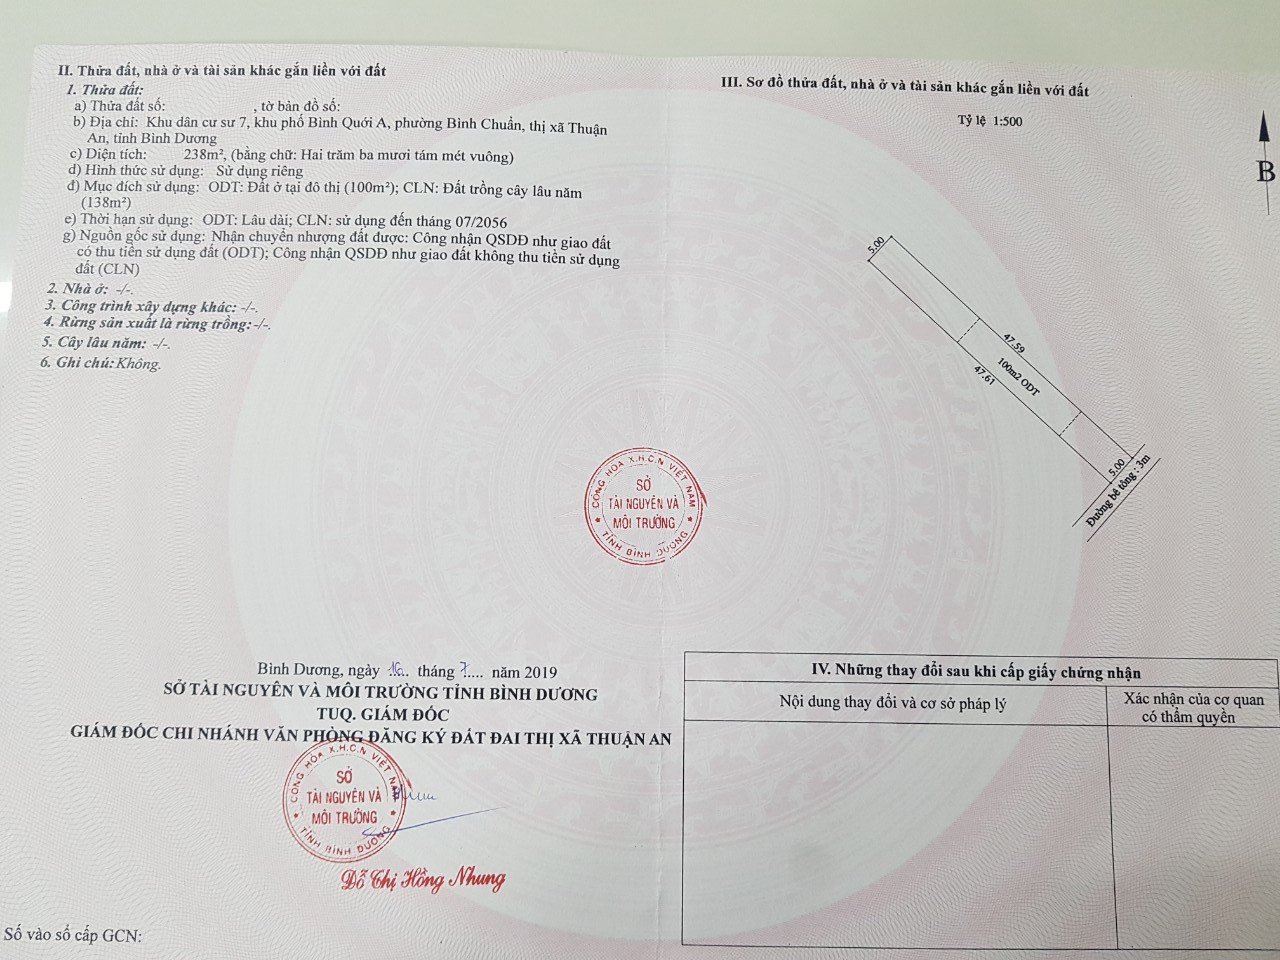 II. Thửa đất, nhà ở và tài sản khác gắn liền với đất
1. Thửa đất:
a) Thửa đất số: , tờ bản đồ số:
b) Địa chỉ: Khu dân cư sư 7, khu phố Bình Quới A, phường Bình Chuẩn, thị xã Thuận
An, tỉnh Bình Dương
c) Diện tích: 238m², (bằng chữ: Hai trăm ba mươi tám mét vuông)
d) Hình thức sử dụng: Sử dụng riêng
đ) Mục đích sử dụng: ODT: Đất ở tại đô thị (100m²); CLN: Đất trồng cây lâu năm
(138m²)
e) Thời hạn sử dụng: ODT: Lâu dài; CLN: sử dụng đến tháng 07/2056
g) Nguồn gốc sử dụng: Nhận chuyển nhượng đất được: Công nhận QSDĐ như giao đất
có thu tiền sử dụng đất (ODT); Công nhận QSDĐ như giao đất không thu tiền sử dụng
đất (CLN)
2. Nhà ở: -/-.
3. Công trình xây dựng khác: -/-.
4. Rừng sản xuất là rừng trồng: -/-.
5. Cây lâu năm: -/-.
6. Ghi chú: Không.
Bình Dương, ngày 16 tháng 7 năm 2019
SỞ TÀI NGUYÊN VÀ MÔI TRƯỜNG TỈNH BÌNH DƯƠNG
TUQ. GIÁM ĐỐC
GIÁM ĐỐC CHI NHÁNH VĂN PHÒNG ĐĂNG KÝ ĐẤT ĐAI THỊ XÃ THUẬN AN
CỘNG HÒA X.H.C.N VIỆT NAM
SỞ
TÀI NGUYÊN VÀ
MÔI TRƯỜNG
TỈNH BÌNH DƯƠNG
Đỗ Thị Hồng Nhung
Số vào sổ cấp GCN:
CỘNG HÒA X.H.C.N VIỆT NAM
SỞ
TÀI NGUYÊN VÀ
MÔI TRƯỜNG
TỈNH BÌNH DƯƠNG
III. Sơ đồ thửa đất, nhà ở và tài sản khác gắn liền với đất
Tỷ lệ 1:500
B
5.00
47.59
100m2 ODT
47.61
5.00
Đường bê tông : 3m
IV. Những thay đổi sau khi cấp giấy chứng nhận
Nội dung thay đổi và cơ sở pháp lý
Xác nhận của cơ quan
có thẩm quyền